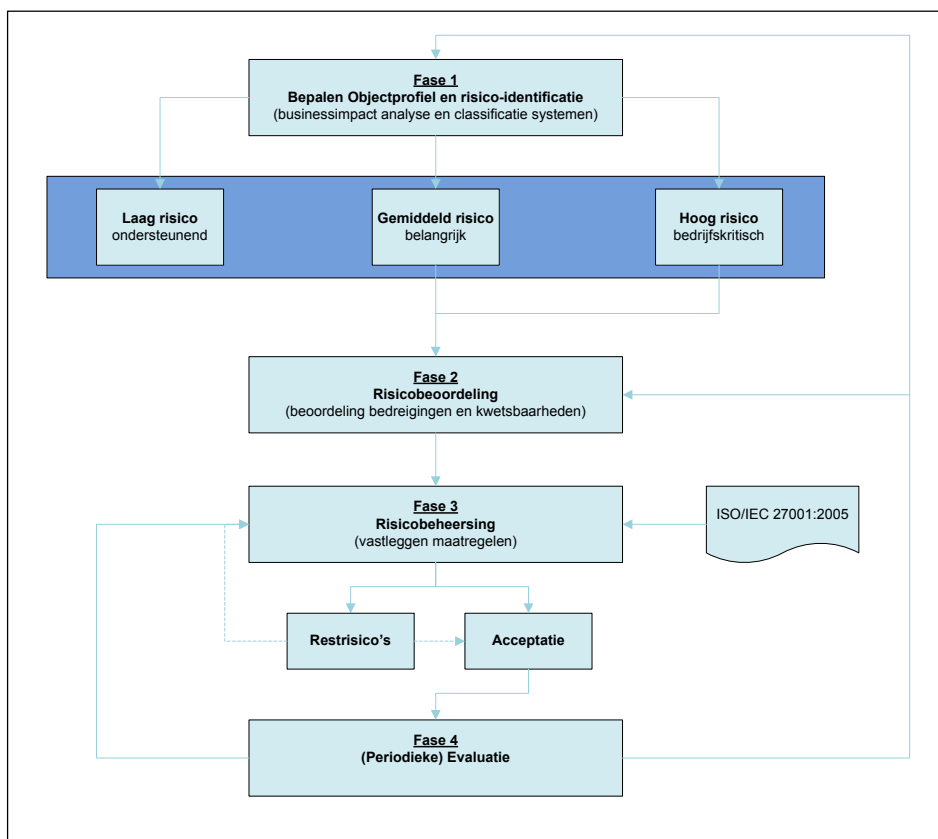 Fase 1
Bepalen Objectprofiel en risico-identificatie
(businessimpact analyse en classificatie systemen)
Laag risico
ondersteunend
Gemiddeld risico
belangrijk
Hoog risico
bedrijfskritisch
Fase 2
Risicobeoordeling
(beoordeling bedreigingen en kwetsbaarheden)
Fase 3
Risicobeheersing
(vastleggen maatregelen)
ISO/IEC 27001:2005
Restrisico’s
Acceptatie
Fase 4
(Periodieke) Evaluatie